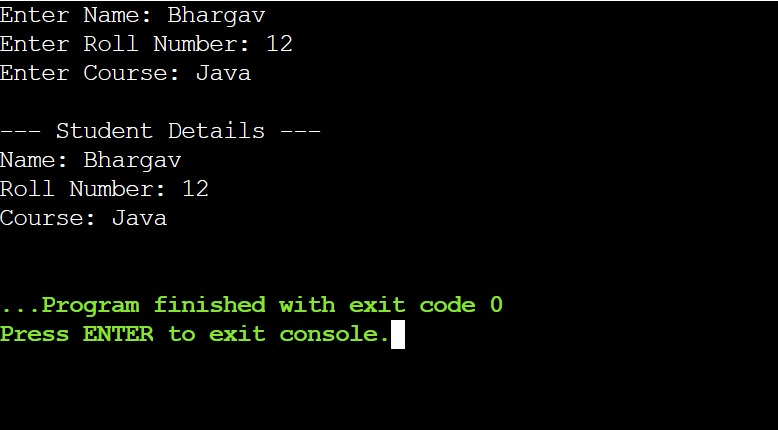 Enter Name: Bhargav
Enter Roll Number: 12
Enter Course: Java
--- Student Details ---
Name: Bhargav
Roll Number: 12
Course: Java
...Program finished with exit code 0
Press ENTER to exit console.